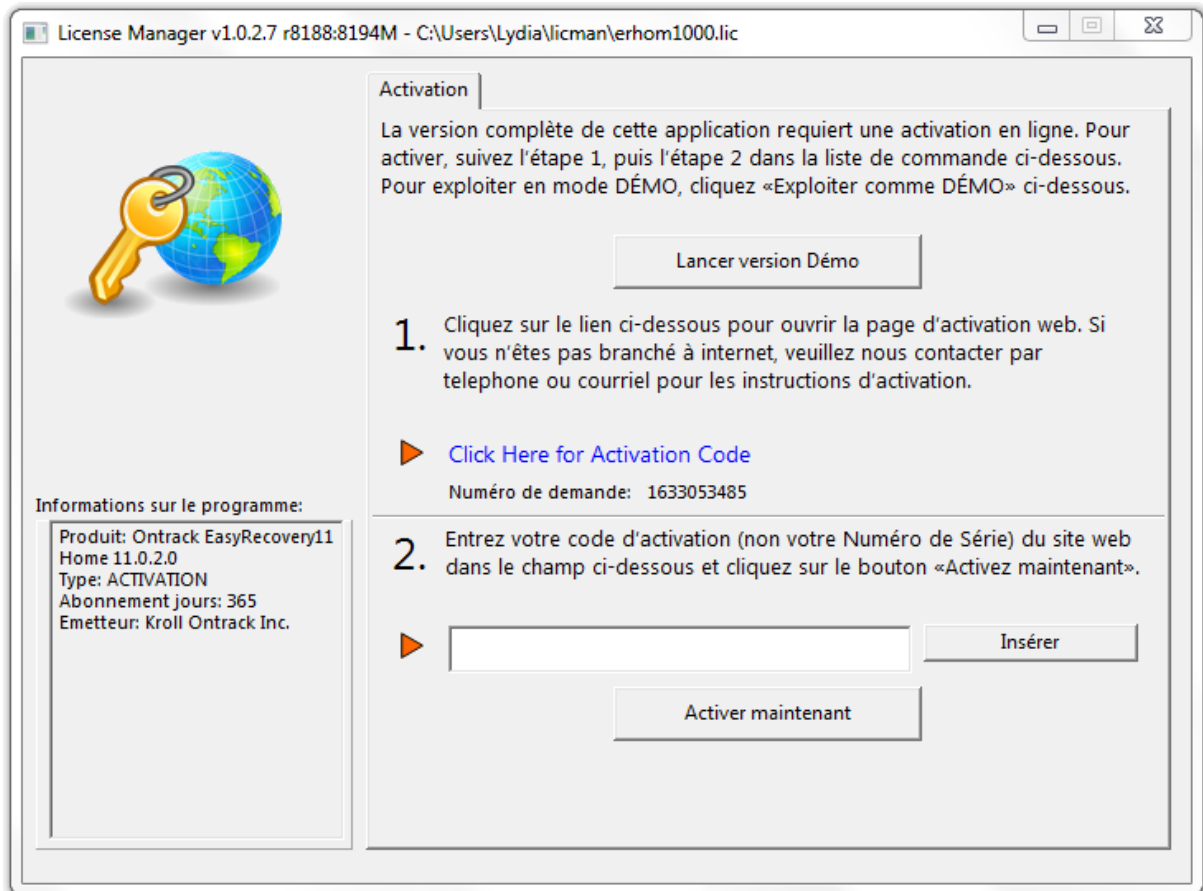 License Manager v1.0.2.7 r8188:8194M - C:\Users\Lydia\licman\erhom1000.lic
Activation
La version complète de cette application requiert une activation en ligne. Pour
activer, suivez l'étape 1, puis l'étape 2 dans la liste de commande ci-dessous.
Pour exploiter en mode DÉMO, cliquez «Exploiter comme DÉMO» ci-dessous.
Lancer version Démo
1. Cliquez sur le lien ci-dessous pour ouvrir la page d'activation web. Si
vous n'êtes pas branché à internet, veuillez nous contacter par
telephone ou courriel pour les instructions d'activation.
Click Here for Activation Code
Numéro de demande: 1633053485
Informations sur le programme:
Produit: Ontrack EasyRecovery11
Home 11.0.2.0
Type: ACTIVATION
Abonnement jours: 365
Emetteur: Kroll Ontrack Inc.
2. Entrez votre code d'activation (non votre Numéro de Série) du site web
dans le champ ci-dessous et cliquez sur le bouton «Activez maintenant».
Insérer
Activer maintenant